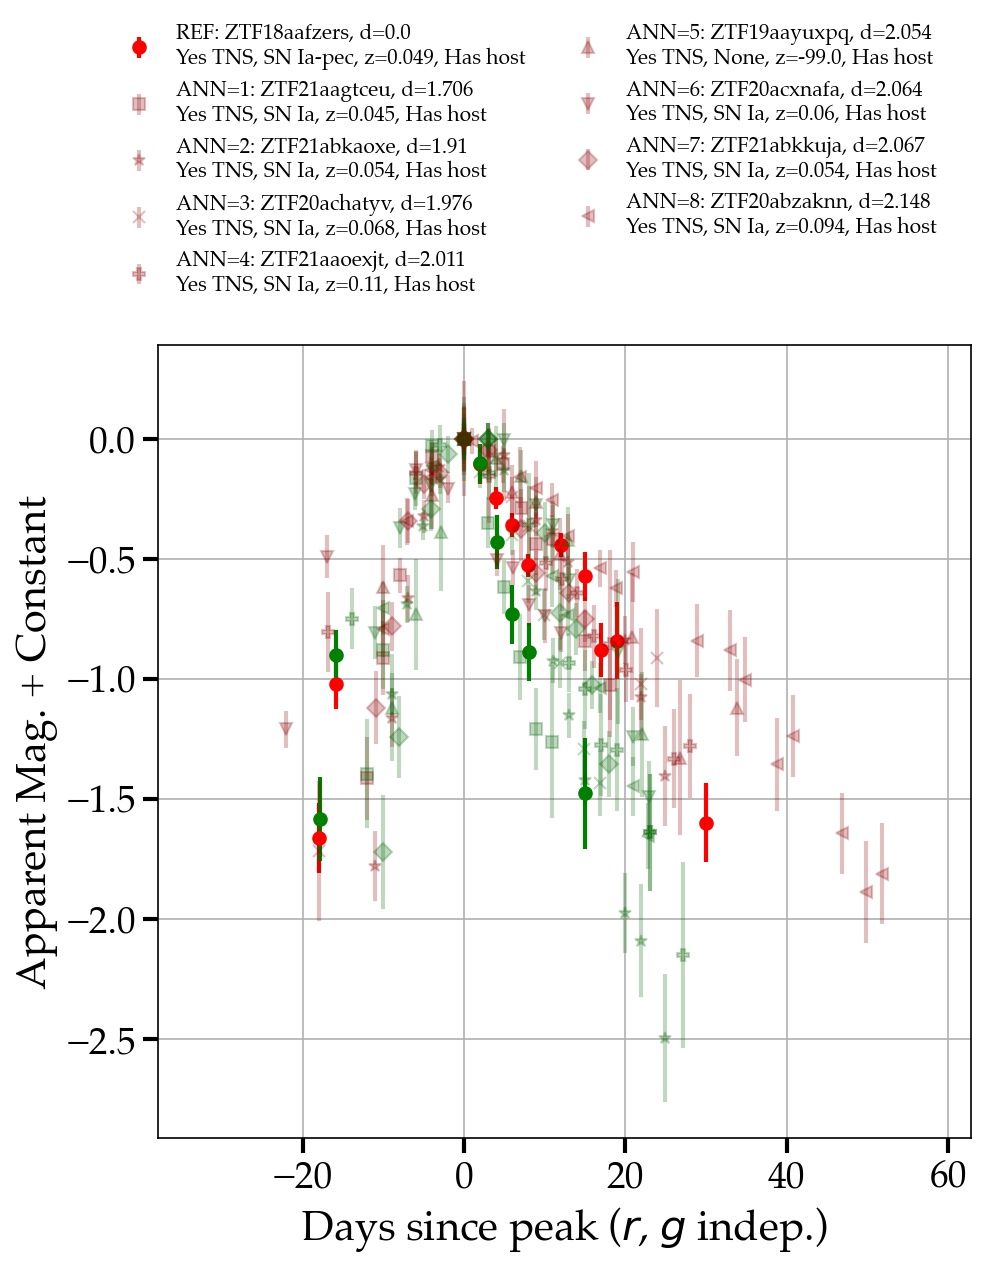 REF: ZTF18aafzers, d=0.0
Yes TNS, SN Ia-pec, z=0.049, Has host
ANN=1: ZTF21aagtceu, d=1.706
Yes TNS, SN Ia, z=0.045, Has host
ANN=2: ZTF21abkaoxe, d=1.91
Yes TNS, SN Ia, z=0.054, Has host
ANN=3: ZTF20achatyv, d=1.976
Yes TNS, SN Ia, z=0.068, Has host
ANN=4: ZTF21aaoexjt, d=2.011
Yes TNS, SN Ia, z=0.11, Has host
ANN=5: ZTF19aayuxpq, d=2.054
Yes TNS, None, z=-99.0, Has host
ANN=6: ZTF20acxnafa, d=2.064
Yes TNS, SN Ia, z=0.06, Has host
ANN=7: ZTF21abkkuja, d=2.067
Yes TNS, SN Ia, z=0.054, Has host
ANN=8: ZTF20abzaknn, d=2.148
Yes TNS, SN Ia, z=0.094, Has host
0.0
−0.5
−1.0
−1.5
−2.0
−2.5
Apparent Mag. + Constant
−20 0 20 40 60
Days since peak (r, g indep.)